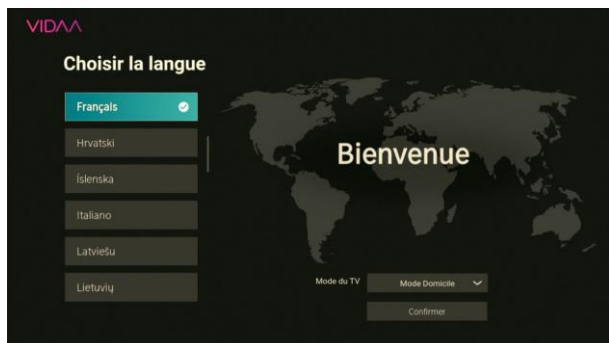 VIDAA
Choisir la langue
Français
Hrvatski
Íslenska
Italiano
Latviešu
Lietuvių
Bienvenue
Mode du TV
Mode Domicile
Confirmer